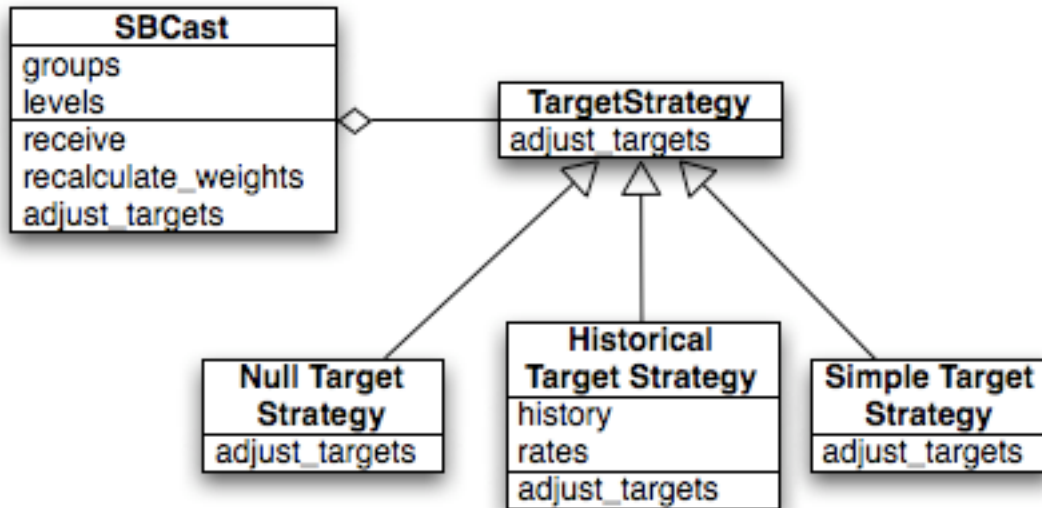 SBCast
groups
levels
receive
recalculate_weights
adjust_targets
TargetStrategy
adjust_targets
Null Target
Strategy
adjust_targets
Historical
Target Strategy
history
rates
adjust_targets
Simple Target
Strategy
adjust_targets